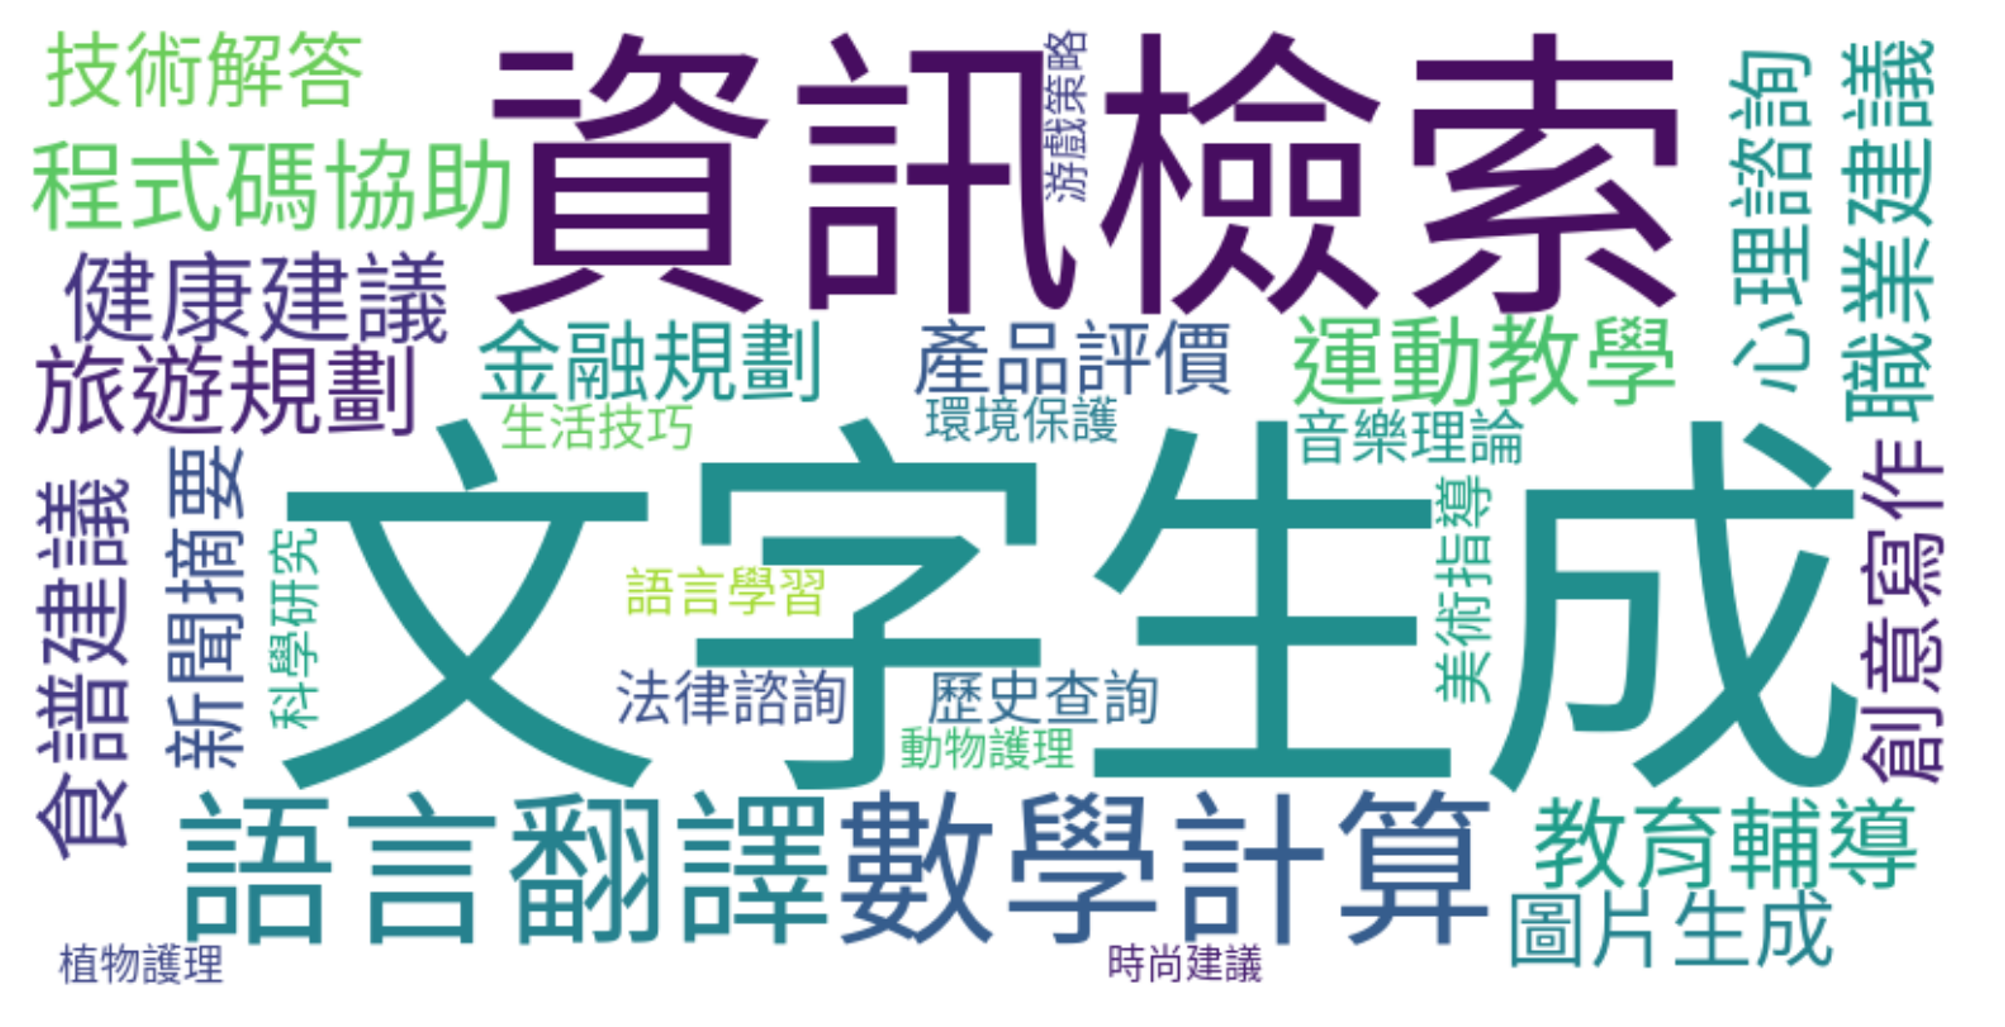 技術解答
資訊檢索
游戲策略
心理諮詢
職業建議
程式碼協助
健康建議
旅遊規劃
金融規劃
產品評價
運動教學
生活技巧
環境保護
音樂理論
文字生成
食譜建議
新聞摘要
科學研究
語言學習
美術指導
創意寫作
法律諮詢
歷史查詢
動物護理
語言翻譯
數學計算
教育輔導
圖片生成
植物護理
時尚建議